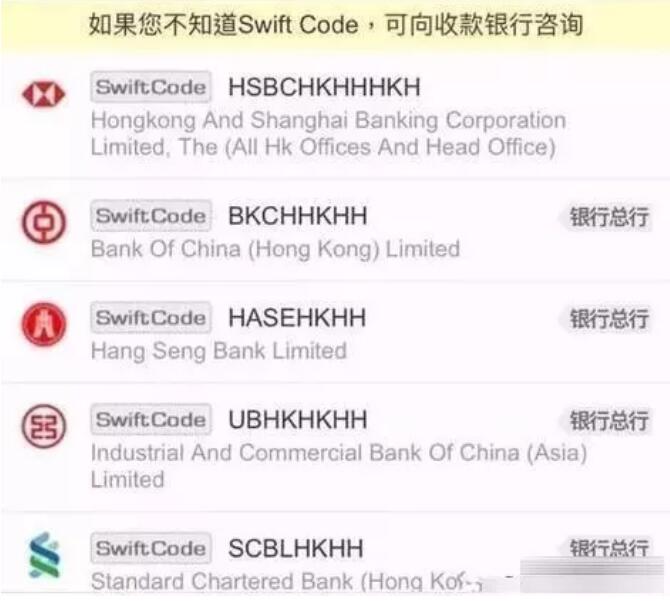 如果您不知道Swift Code，可向收款银行咨询
SwiftCode HSBCHKHHHKH
Hongkong And Shanghai Banking Corporation
Limited, The (All Hk Offices And Head Office)
SwiftCode BKCHHKHH 银行总行
Bank Of China (Hong Kong) Limited
SwiftCode HASEHKHH 银行总行
Hang Seng Bank Limited
SwiftCode UBHKHKHH 银行总行
Industrial And Commercial Bank Of China (Asia)
Limited
SwiftCode SCBLHKHH 银行总行
Standard Chartered Bank (Hong